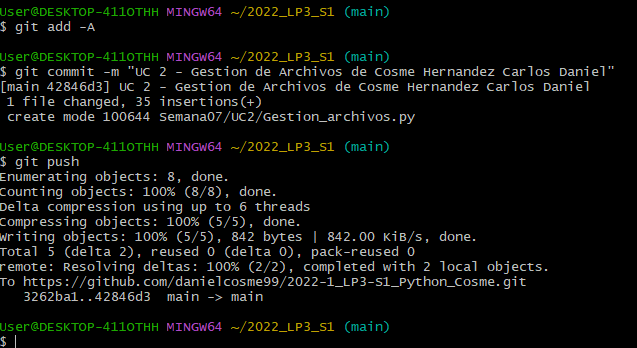 User@DESKTOP-411OTHH MINGW64 ~/2022_LP3_S1 (main)
$ git add -A
User@DESKTOP-411OTHH MINGW64 ~/2022_LP3_S1 (main)
$ git commit -m "UC 2 - Gestion de Archivos de Cosme Hernandez Carlos Daniel"
[main 42846d3] UC 2 - Gestion de Archivos de Cosme Hernandez Carlos Daniel
1 file changed, 35 insertions(+)
create mode 100644 Semana07/UC2/Gestion_archivos.py
User@DESKTOP-411OTHH MINGW64 ~/2022_LP3_S1 (main)
$ git push
Enumerating objects: 8, done.
Counting objects: 100% (8/8), done.
Delta compression using up to 6 threads
Compressing objects: 100% (5/5), done.
Writing objects: 100% (5/5), 842 bytes | 842.00 KiB/s, done.
Total 5 (delta 2), reused 0 (delta 0), pack-reused 0
remote: Resolving deltas: 100% (2/2), completed with 2 local objects.
To https://github.com/danielcosme99/2022-1_LP3-S1_Python_Cosme.git
3262ba1..42846d3  main -> main
User@DESKTOP-411OTHH MINGW64 ~/2022_LP3_S1 (main)
$